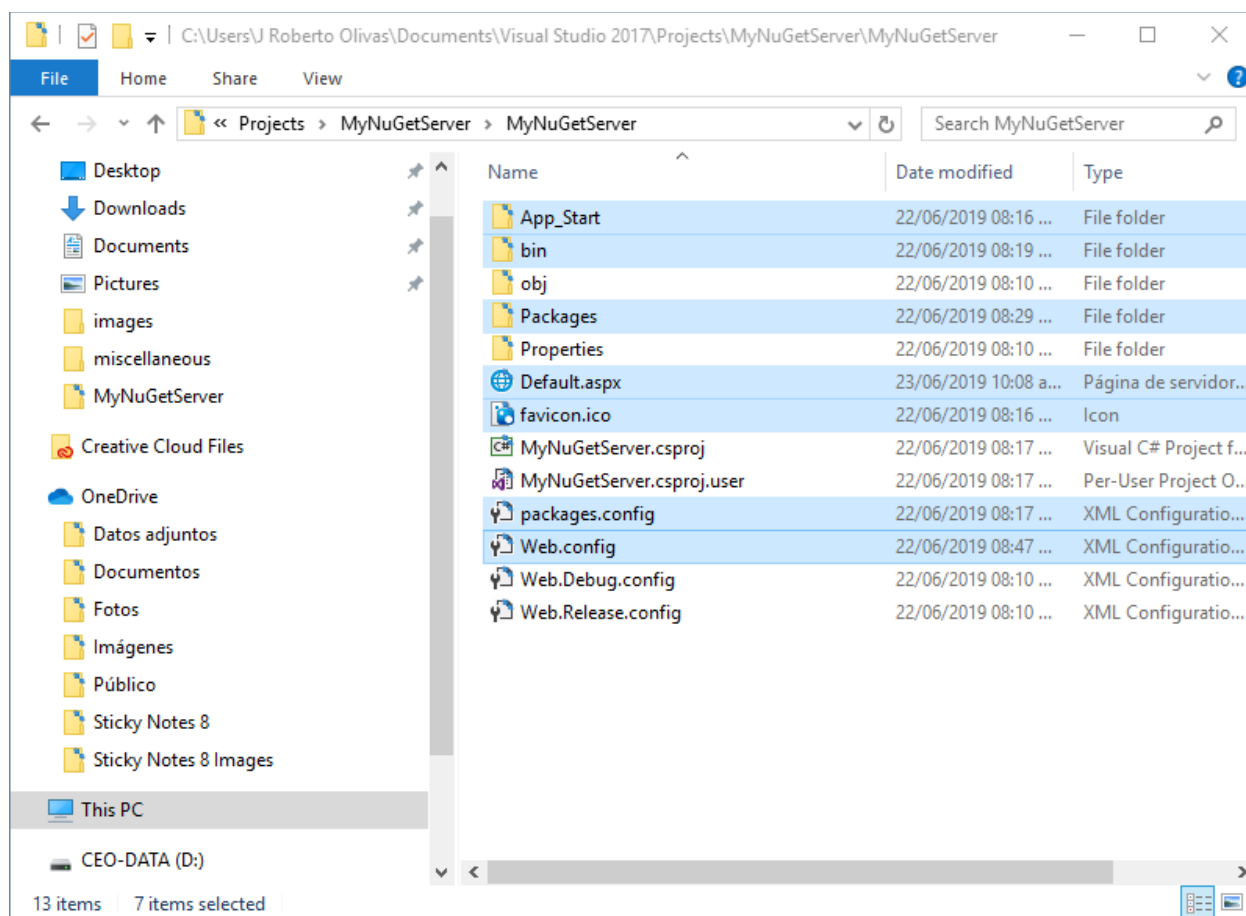 C:\Users\J Roberto Olivas\Documents\Visual Studio 2017\Projects\MyNuGetServer\MyNuGetServer
File Home Share View ?
« Projects > MyNuGetServer > MyNuGetServer Search MyNuGetServer
Desktop
Downloads
Documents
Pictures
images
miscellaneous
MyNuGetServer
Creative Cloud Files
OneDrive
Datos adjuntos
Documentos
Fotos
Imágenes
Público
Sticky Notes 8
Sticky Notes 8 Images
This PC
CEO-DATA (D:)
Name Date modified Type
App_Start 22/06/2019 08:16 ... File folder
bin 22/06/2019 08:19 ... File folder
obj 22/06/2019 08:10 ... File folder
Packages 22/06/2019 08:29 ... File folder
Properties 22/06/2019 08:10 ... File folder
Default.aspx 23/06/2019 10:08 a... Página de servidor...
favicon.ico 22/06/2019 08:16 ... Icon
C# MyNuGetServer.csproj 22/06/2019 08:17 ... Visual C# Project f...
MyNuGetServer.csproj.user 22/06/2019 08:17 ... Per-User Project O...
packages.config 22/06/2019 08:17 ... XML Configuratio...
Web.config 22/06/2019 08:47 ... XML Configuratio...
Web.Debug.config 22/06/2019 08:10 ... XML Configuratio...
Web.Release.config 22/06/2019 08:10 ... XML Configuratio...
13 items 7 items selected